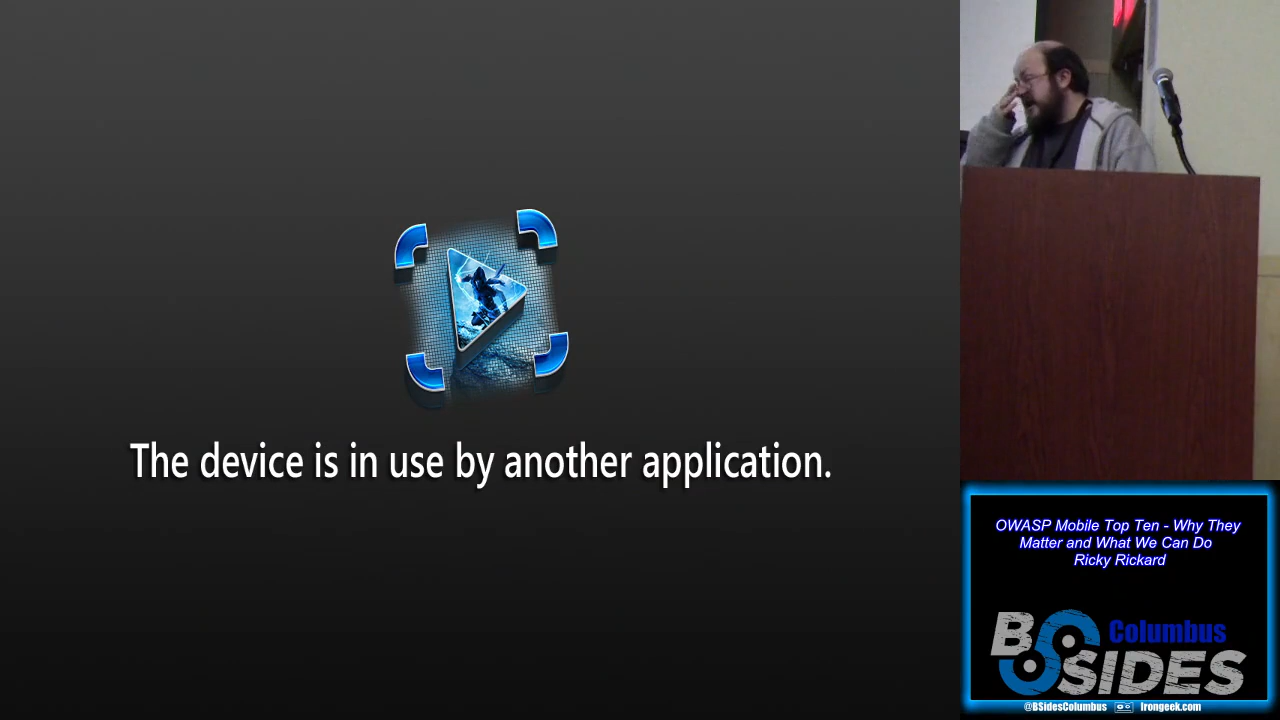 The device is in use by another application.
OWASP Mobile Top Ten - Why They
Matter and What We Can Do
Ricky Rickard
Columbus
BSIDES
@BSidesColumbus Irongeek.com